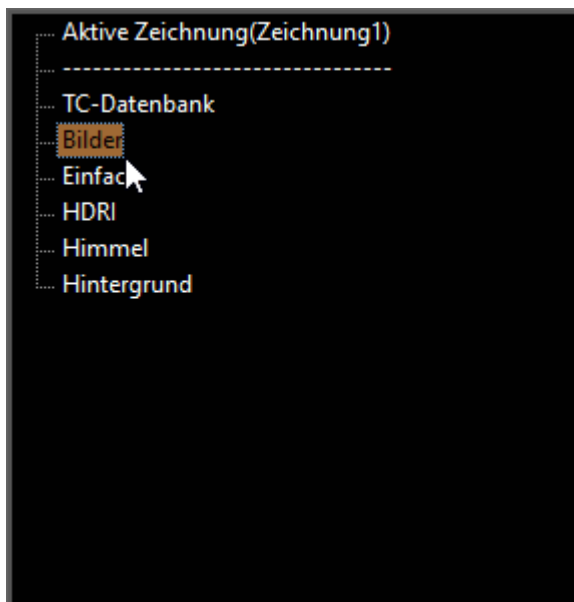 Aktive Zeichnung(Zeichnung1)
---------------------------------
TC-Datenbank
Bilder
Einfac
HDRI
Himmel
Hintergrund